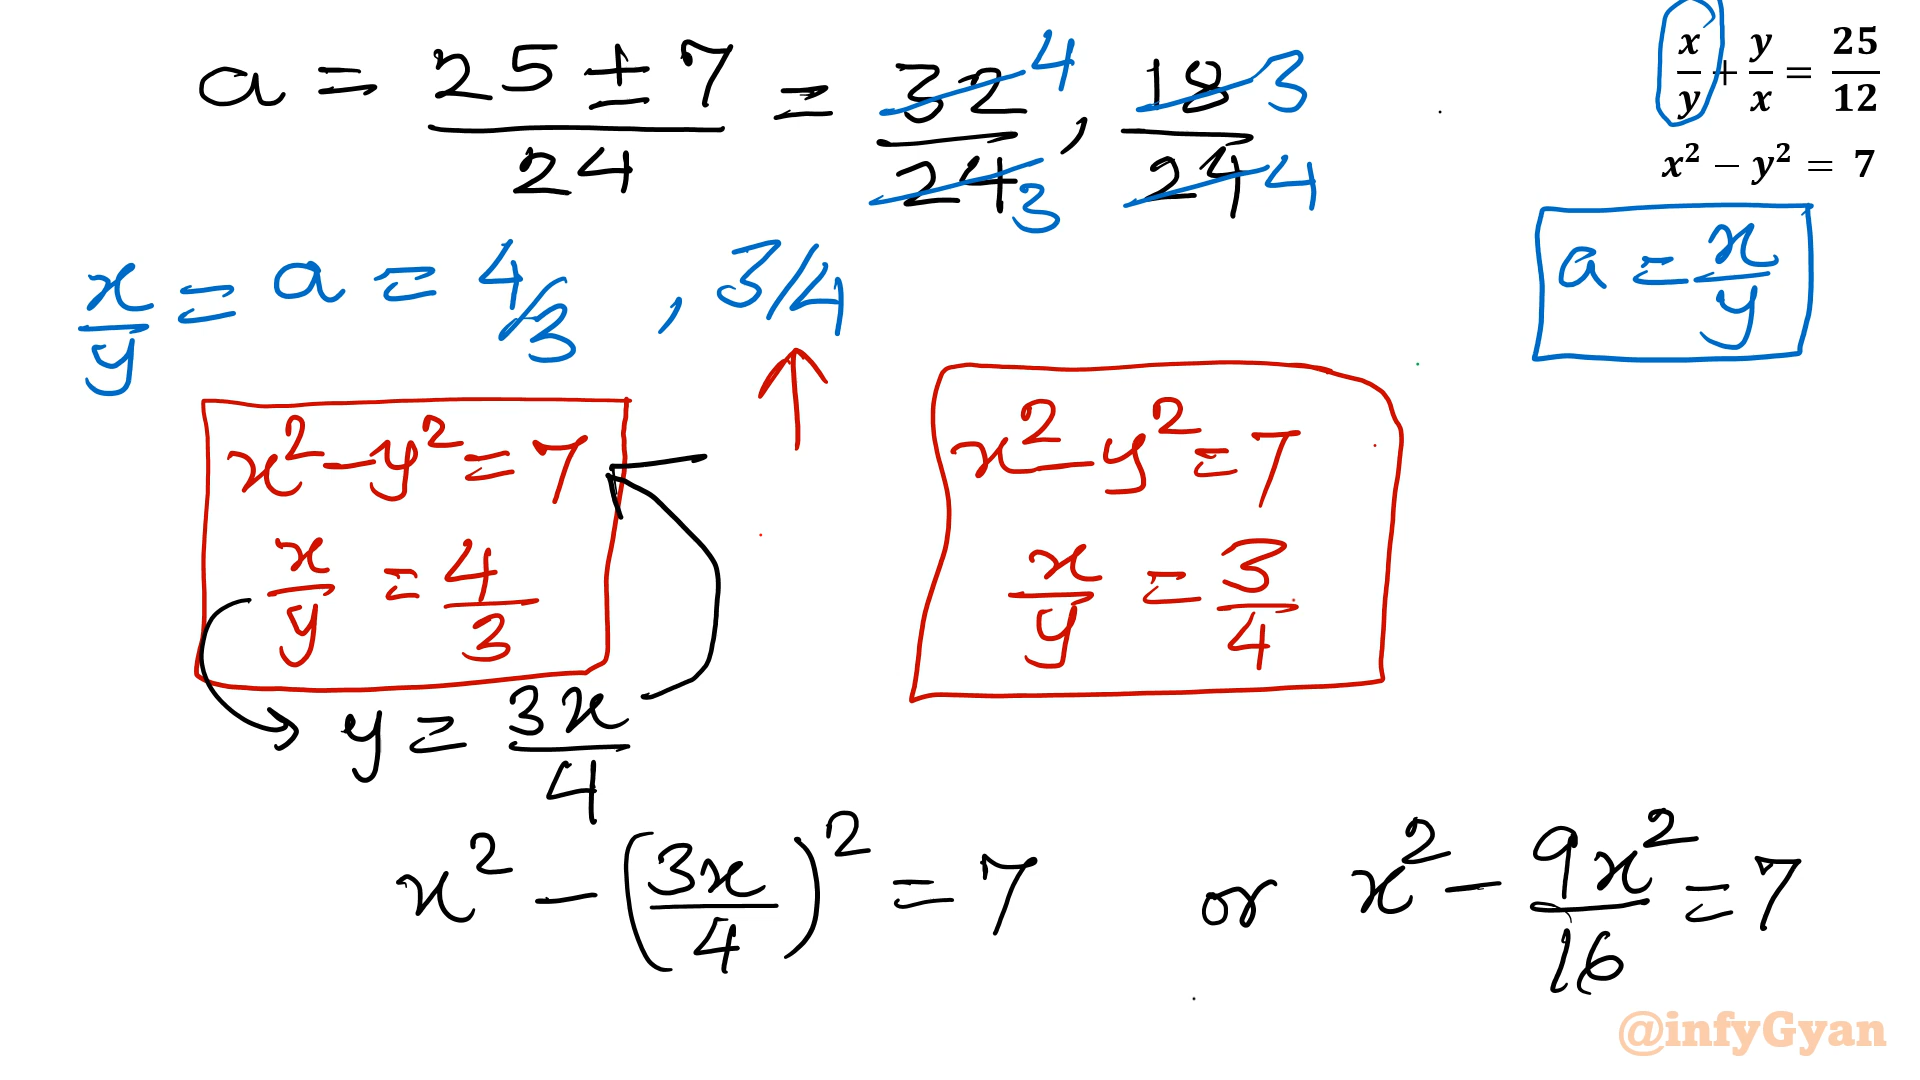 a = (25 ± 7)/24 = 32/24, 18/24
4 3
3 4
x/y + y/x = 25/12
x² − y² = 7
a = x/y
x/y = a = 4/3 , 3/4
x² − y² = 7
x/y = 4/3
y = 3x/4
x² − y² = 7
x/y = 3/4
x² − (3x/4)² = 7 or x² − 9x²/16 = 7
@infyGyan